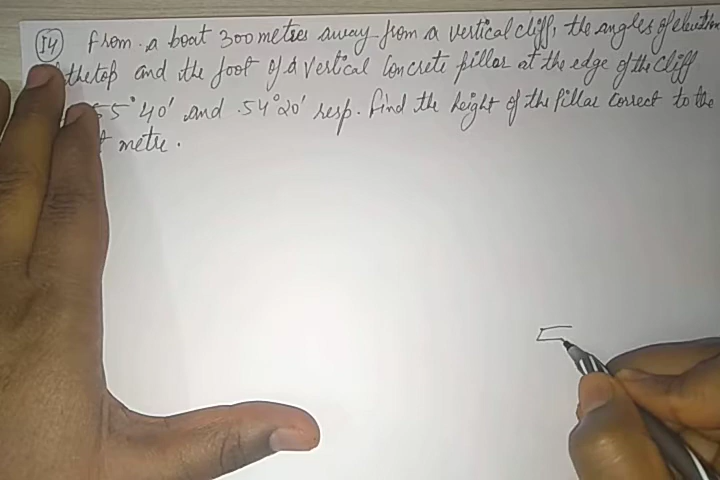 54 from a boat 300 metres away from a vertical cliff, the angles of elevation
the top and the foot of a vertical concrete pillar at the edge of the cliff
55° 40' and 54° 20' resp. find the height of the Pillar correct to the
metre.